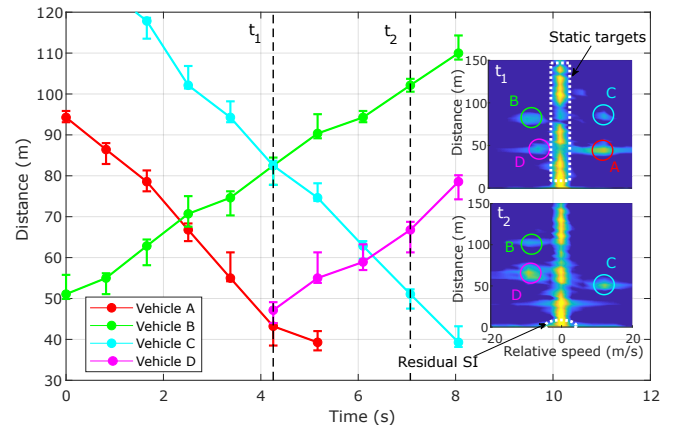 120
110
100
90
80
70
60
50
40
30
0
2
4
6
8
10
12
Distance (m)
Time (s)
t1
t2
Vehicle A
Vehicle B
Vehicle C
Vehicle D
Static targets
150
100
50
0
Distance (m)
t1
B
C
D
A
150
100
50
0
Distance (m)
t2
B
C
D
-20
0
20
Relative speed (m/s)
Residual SI